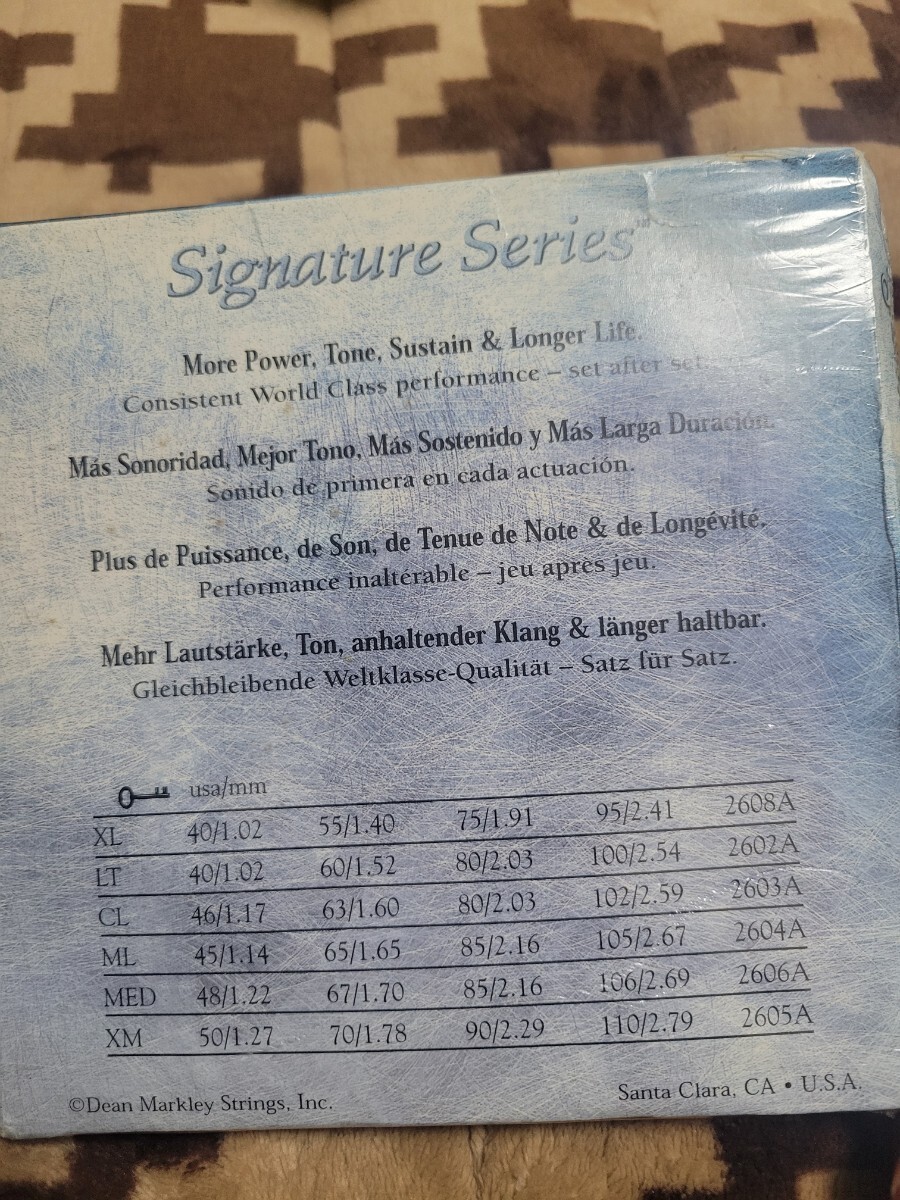 Signature Series™
More Power, Tone, Sustain & Longer Life.
Consistent World Class performance – set after set
Más Sonoridad, Mejor Tono, Más Sostenido y Más Larga Duración.
Sonido de primera en cada actuación.
Plus de Puissance, de Son, de Tenue de Note & de Longévité.
Performance inaltérable – jeu après jeu.
Mehr Lautstärke, Ton, anhaltender Klang & länger haltbar.
Gleichbleibende Weltklasse-Qualität – Satz für Satz.
usa/mm
XL 40/1.02 55/1.40 75/1.91 95/2.41 2608A
LT 40/1.02 60/1.52 80/2.03 100/2.54 2602A
CL 46/1.17 63/1.60 80/2.03 102/2.59 2603A
ML 45/1.14 65/1.65 85/2.16 105/2.67 2604A
MED 48/1.22 67/1.70 85/2.16 106/2.69 2606A
XM 50/1.27 70/1.78 90/2.29 110/2.79 2605A
©Dean Markley Strings, Inc.
Santa Clara, CA • U.S.A.